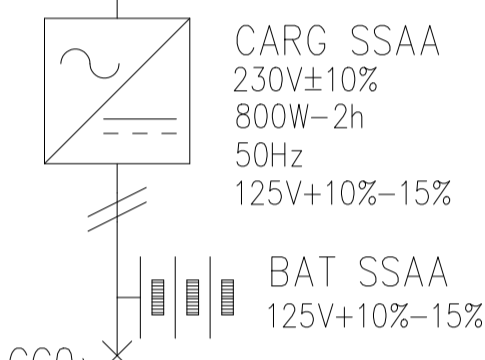 CARG SSAA
230V±10%
800W-2h
50Hz
125V+10%-15%
BAT SSAA
125V+10%-15%